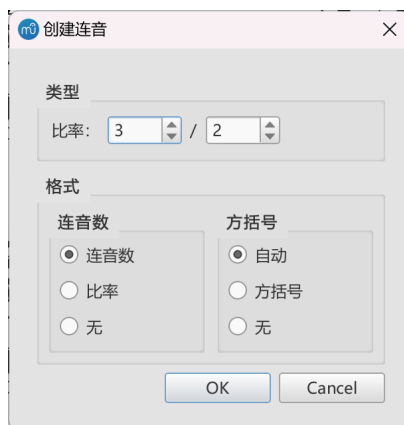 创建连音
类型
比率: 3 / 2
格式
连音数 方括号
连音数 自动
比率 方括号
无 无
OK Cancel